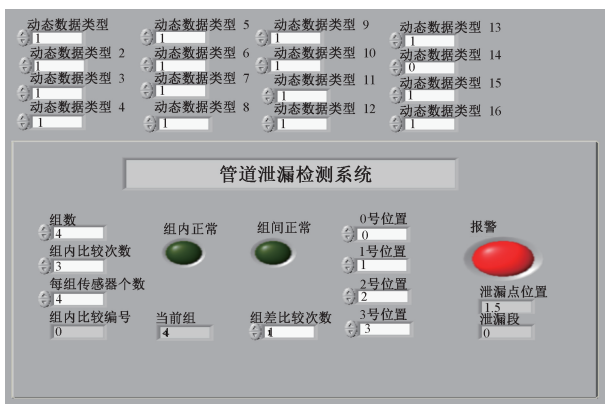 动态数据类型 动态数据类型 5 动态数据类型 9 动态数据类型 13
1 1 1 1
动态数据类型 2 动态数据类型 6 动态数据类型 10 动态数据类型 14
1 1 1 0
动态数据类型 3 动态数据类型 7 动态数据类型 11 动态数据类型 15
1 1 1 1
动态数据类型 4 动态数据类型 8 动态数据类型 12 动态数据类型 16
1 1 1 1
管道泄漏检测系统
组数 组内正常 组间正常 0号位置 报警
4 0
组内比较次数 1号位置
3 1
每组传感器个数 2号位置 泄漏点位置
4 2 1.5
组内比较编号 当前组 组差比较次数 3号位置 泄漏段
0 4 1 3 0